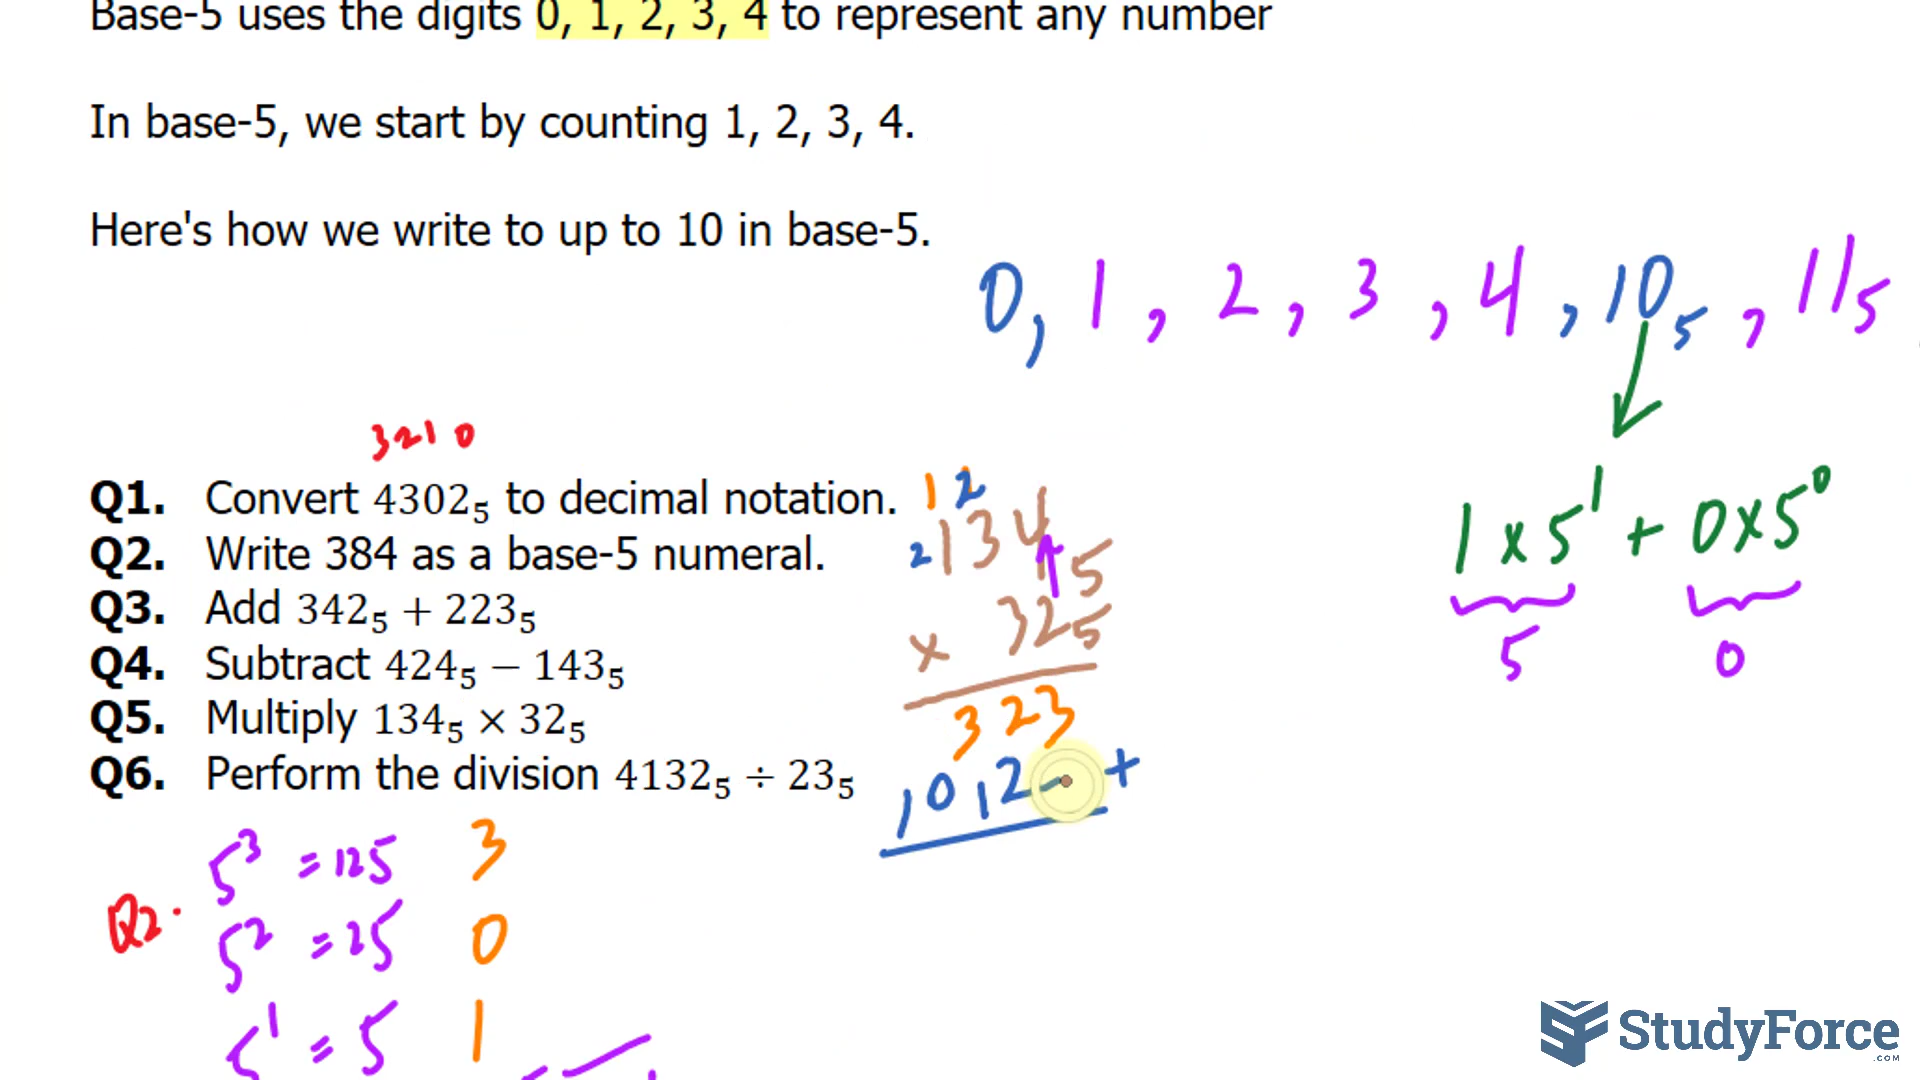 Base-5 uses the digits 0, 1, 2, 3, 4 to represent any number
In base-5, we start by counting 1, 2, 3, 4.
Here's how we write to up to 10 in base-5.
0, 1, 2, 3, 4, 10₅, 11₅
3 2 1 0
Q1. Convert 4302₅ to decimal notation.
Q2. Write 384 as a base-5 numeral.
Q3. Add 342₅ + 223₅
Q4. Subtract 424₅ − 143₅
Q5. Multiply 134₅ × 32₅
Q6. Perform the division 4132₅ ÷ 23₅
1 2
2 134₅
× 32₅
323
1012 +
1×5¹ + 0×5⁰
5 0
Q2. 5³ = 125 3
5² = 25 0
5¹ = 5 1
StudyForce
.COM